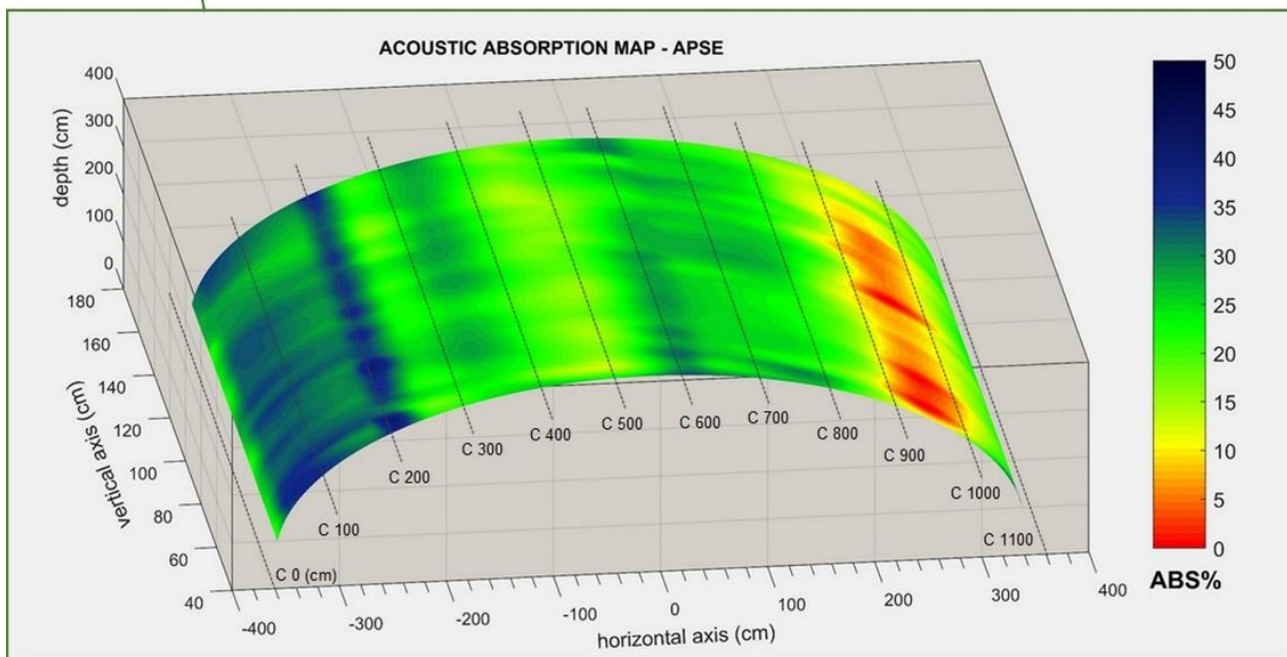 ACOUSTIC ABSORPTION MAP - APSE
400
300
200
100
0
depth (cm)
180
160
140
120
100
80
60
40
vertical axis (cm)
C 0 (cm)
C 100
C 200
C 300
C 400
C 500
C 600
C 700
C 800
C 900
C 1000
C 1100
-400
-300
-200
-100
0
100
200
300
400
horizontal axis (cm)
50
45
40
35
30
25
20
15
10
5
0
ABS%